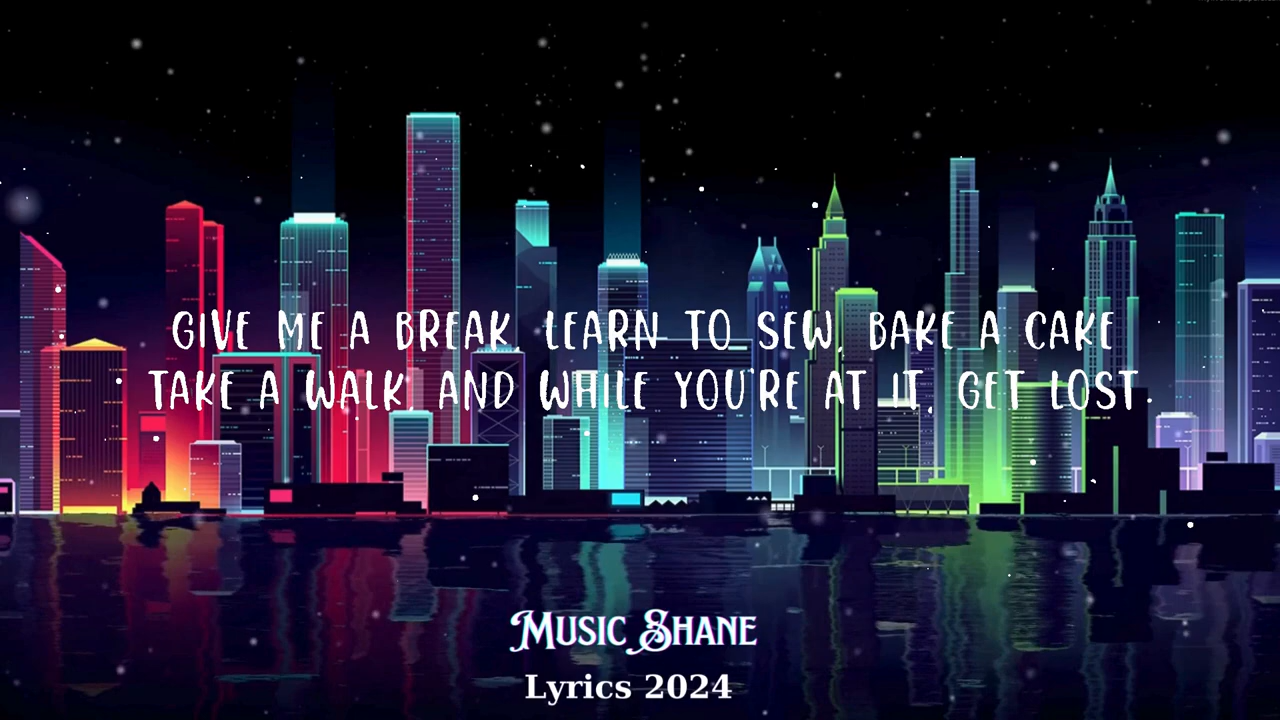 GIVE ME A BREAK, LEARN TO SEW, BAKE A CAKE
TAKE A WALK, AND WHILE YOU'RE AT IT, GET LOST
MUSIC SHANE
Lyrics 2024